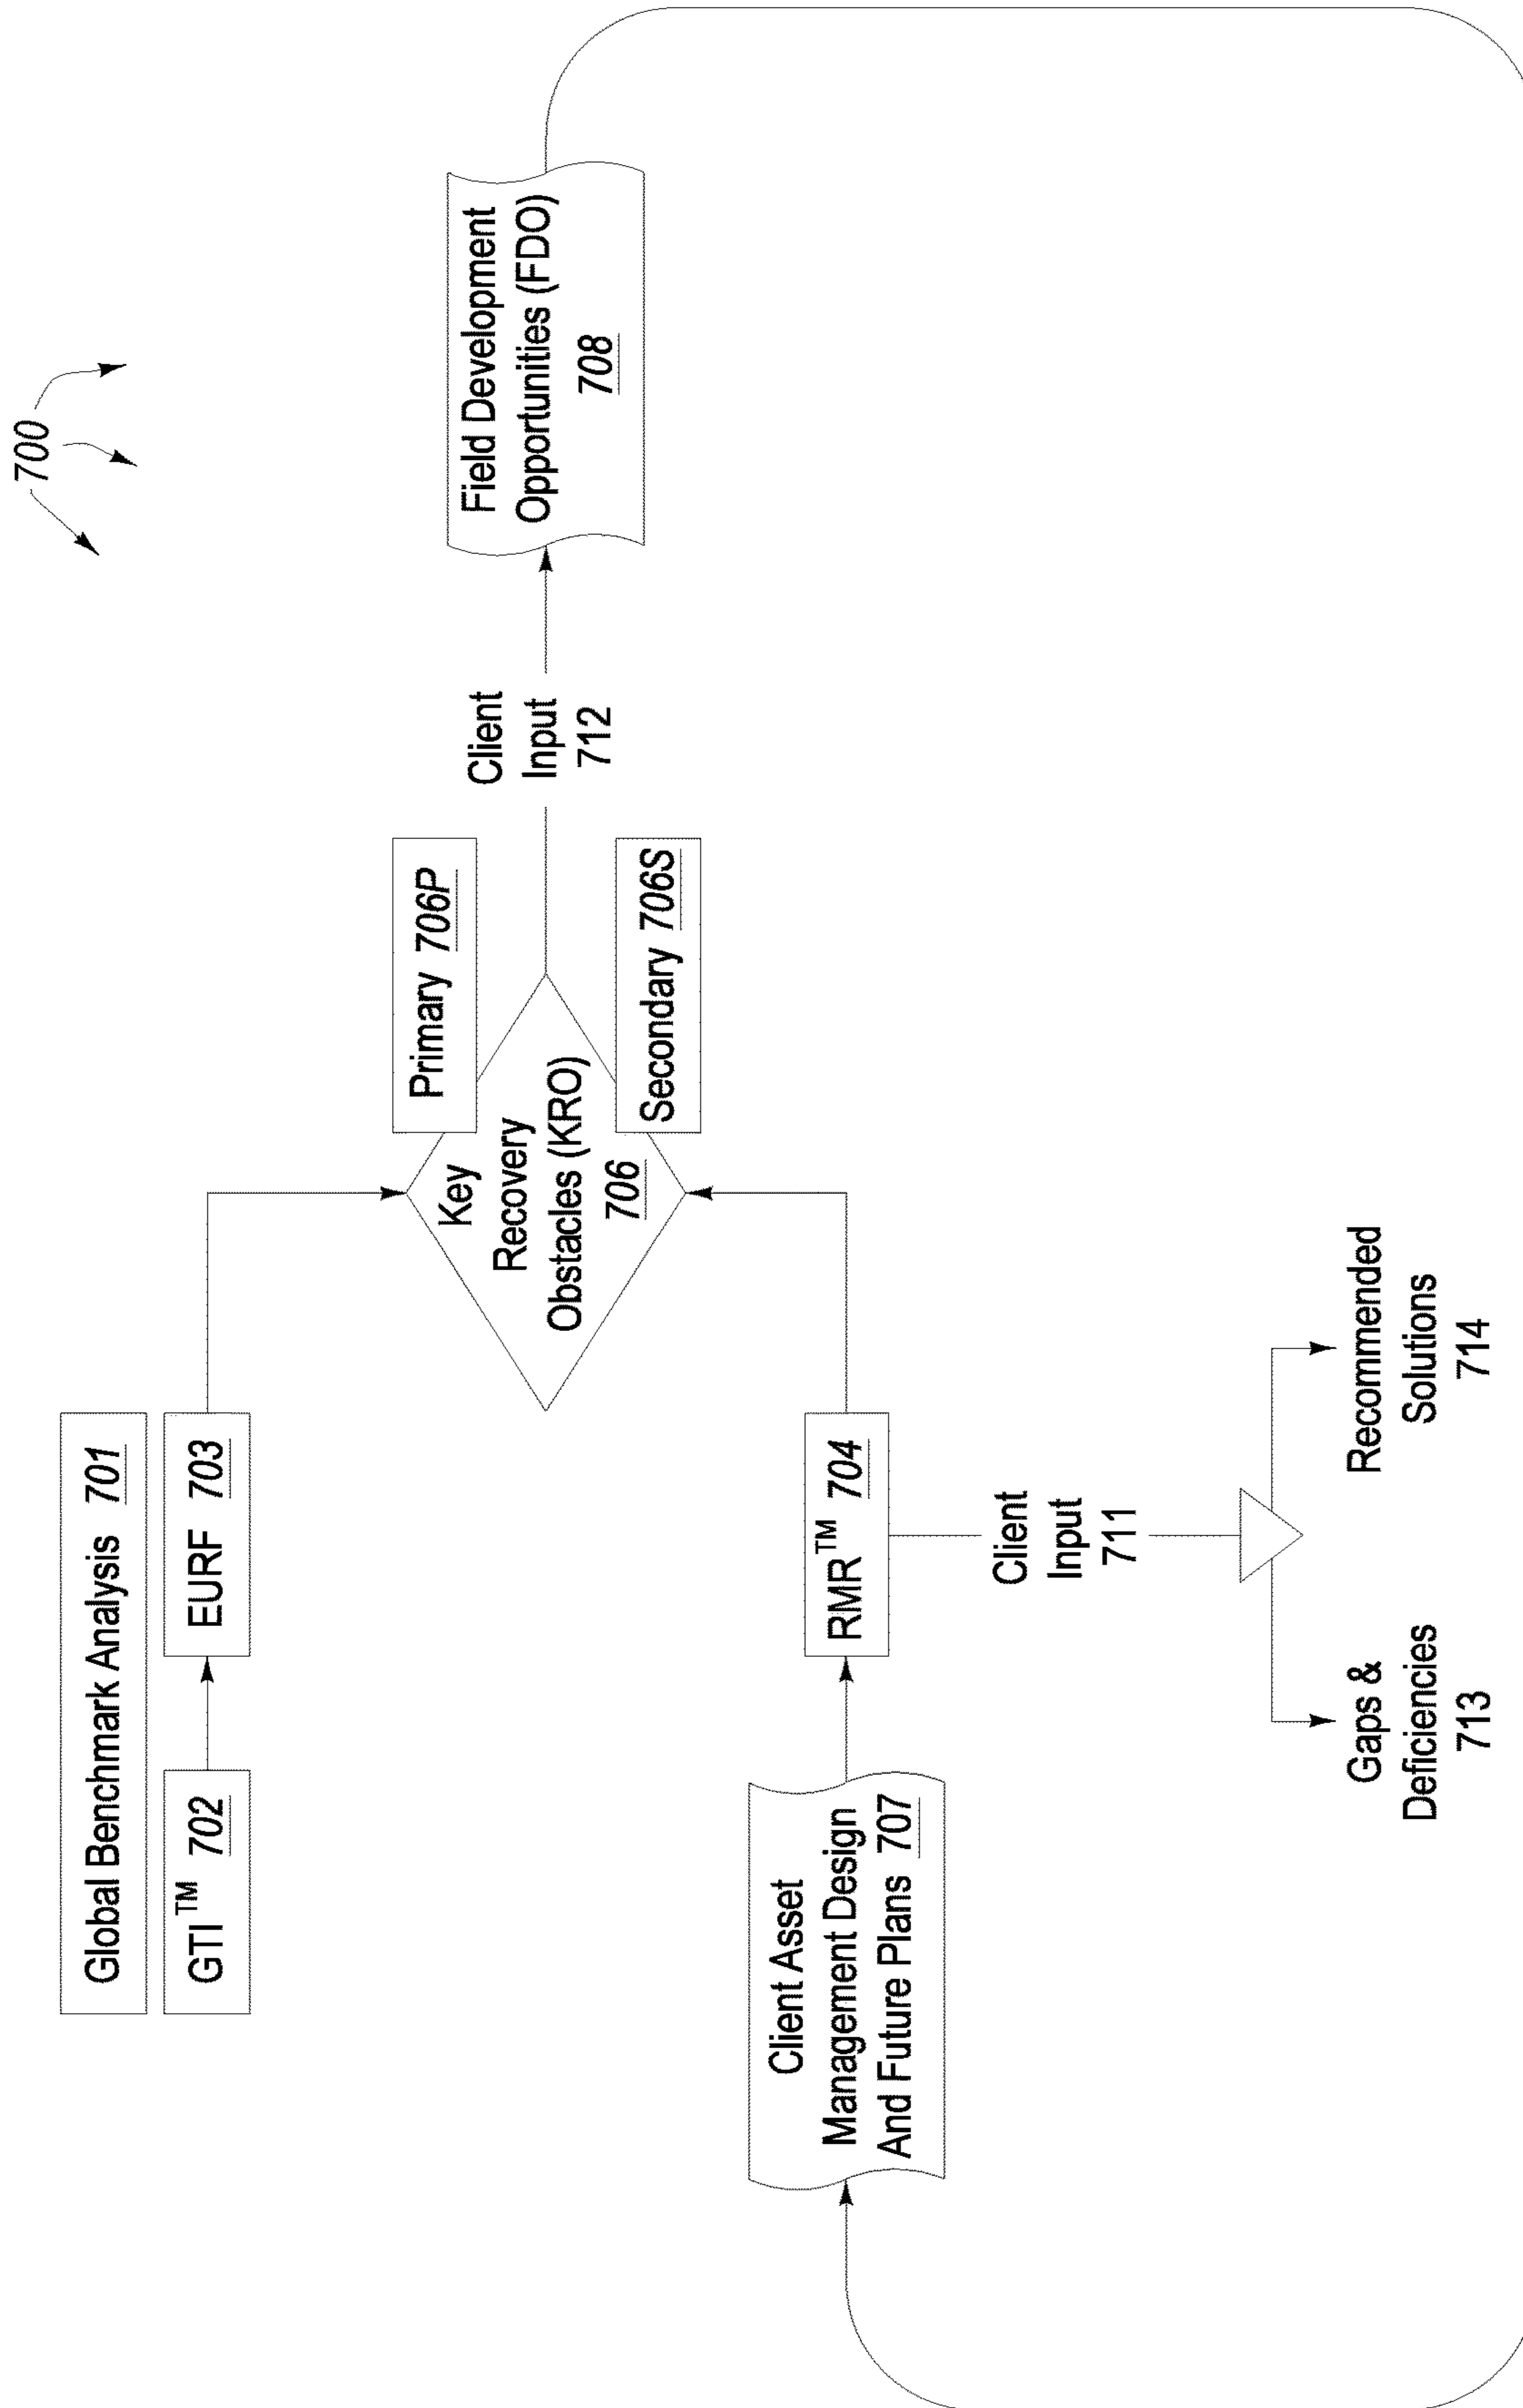 700
Global Benchmark Analysis 701
GTI™ 702
EURF 703
Key
Recovery
Obstacles (KRO)
706
Primary 706P
Secondary 706S
Client
Input
712
Field Development
Opportunities (FDO)
708
Client Asset
Management Design
And Future Plans 707
RMR™ 704
Client
Input
711
Gaps &
Deficiencies
713
Recommended
Solutions
714